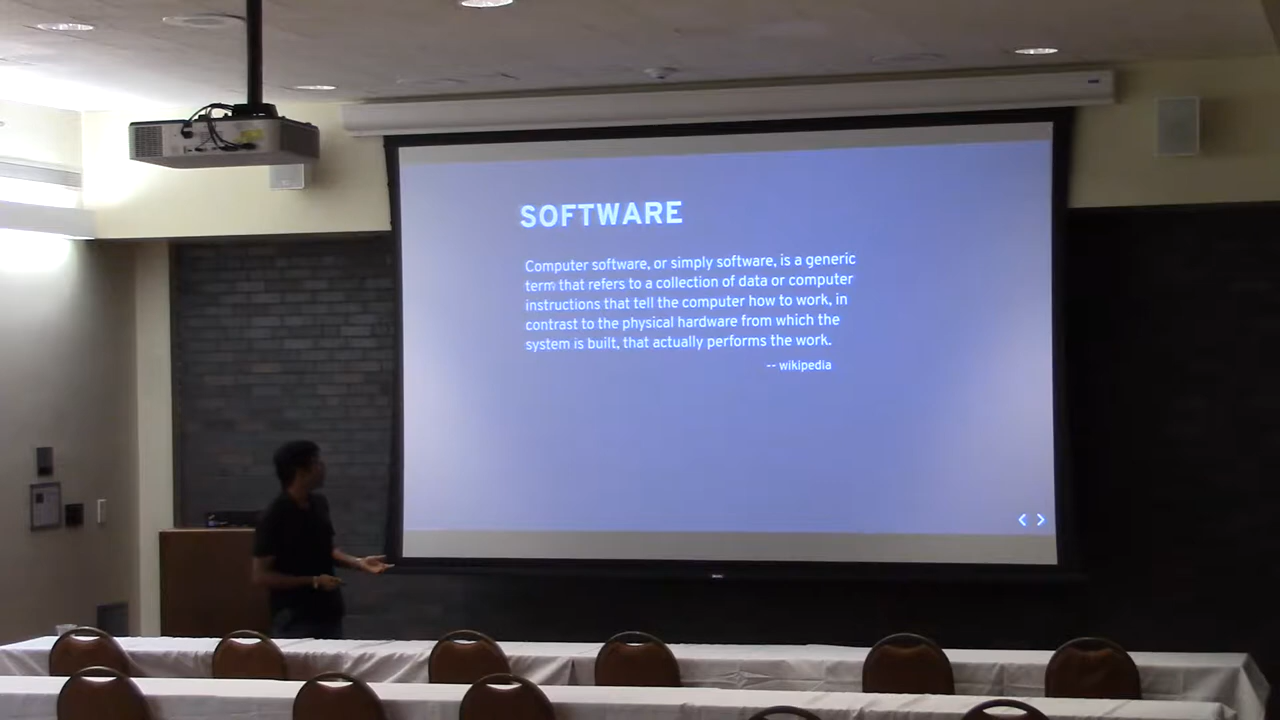 SOFTWARE
Computer software, or simply software, is a generic
term that refers to a collection of data or computer
instructions that tell the computer how to work, in
contrast to the physical hardware from which the
system is built, that actually performs the work.
-- wikipedia